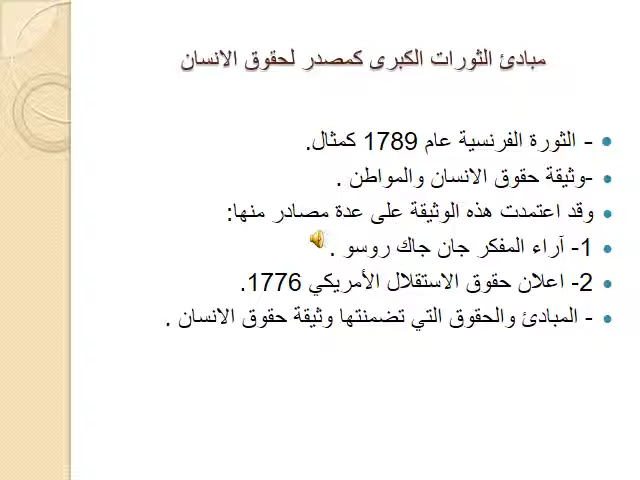 مبادئ الثورات الكبرى كمصدر لحقوق الانسان
- الثورة الفرنسية عام 1789 كمثال.
-وثيقة حقوق الانسان والمواطن .
وقد اعتمدت هذه الوثيقة على عدة مصادر منها:
1- آراء المفكر جان جاك روسو .
2- اعلان حقوق الاستقلال الأمريكي 1776.
- المبادئ والحقوق التي تضمنتها وثيقة حقوق الانسان .